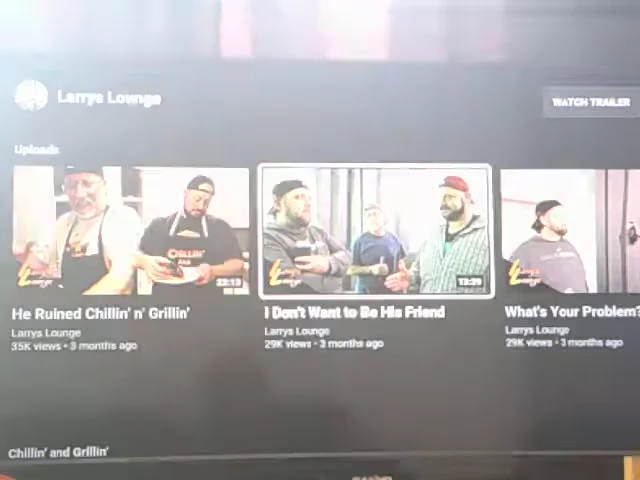 Larrys Lounge
WATCH TRAILER
Uploads
CHILLIN'
22:13
He Ruined Chillin' n' Grillin'
Larrys Lounge
35K views • 3 months ago
I Don't Want to Be His Friend
Larrys Lounge
29K views • 3 months ago
What's Your Problem?
Larrys Lounge
29K views • 3 months ago
Chillin' and Grillin'